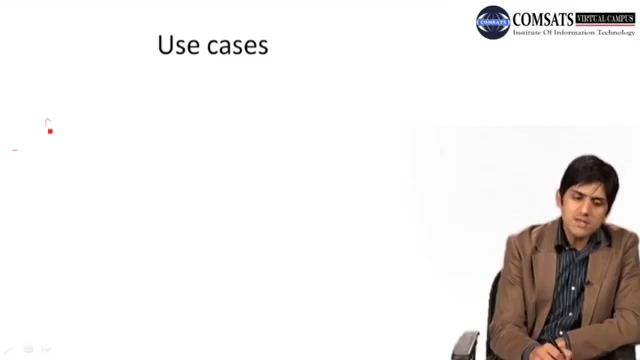 Use cases
COMSATS VIRTUAL CAMPUS
Institute Of Information Technology